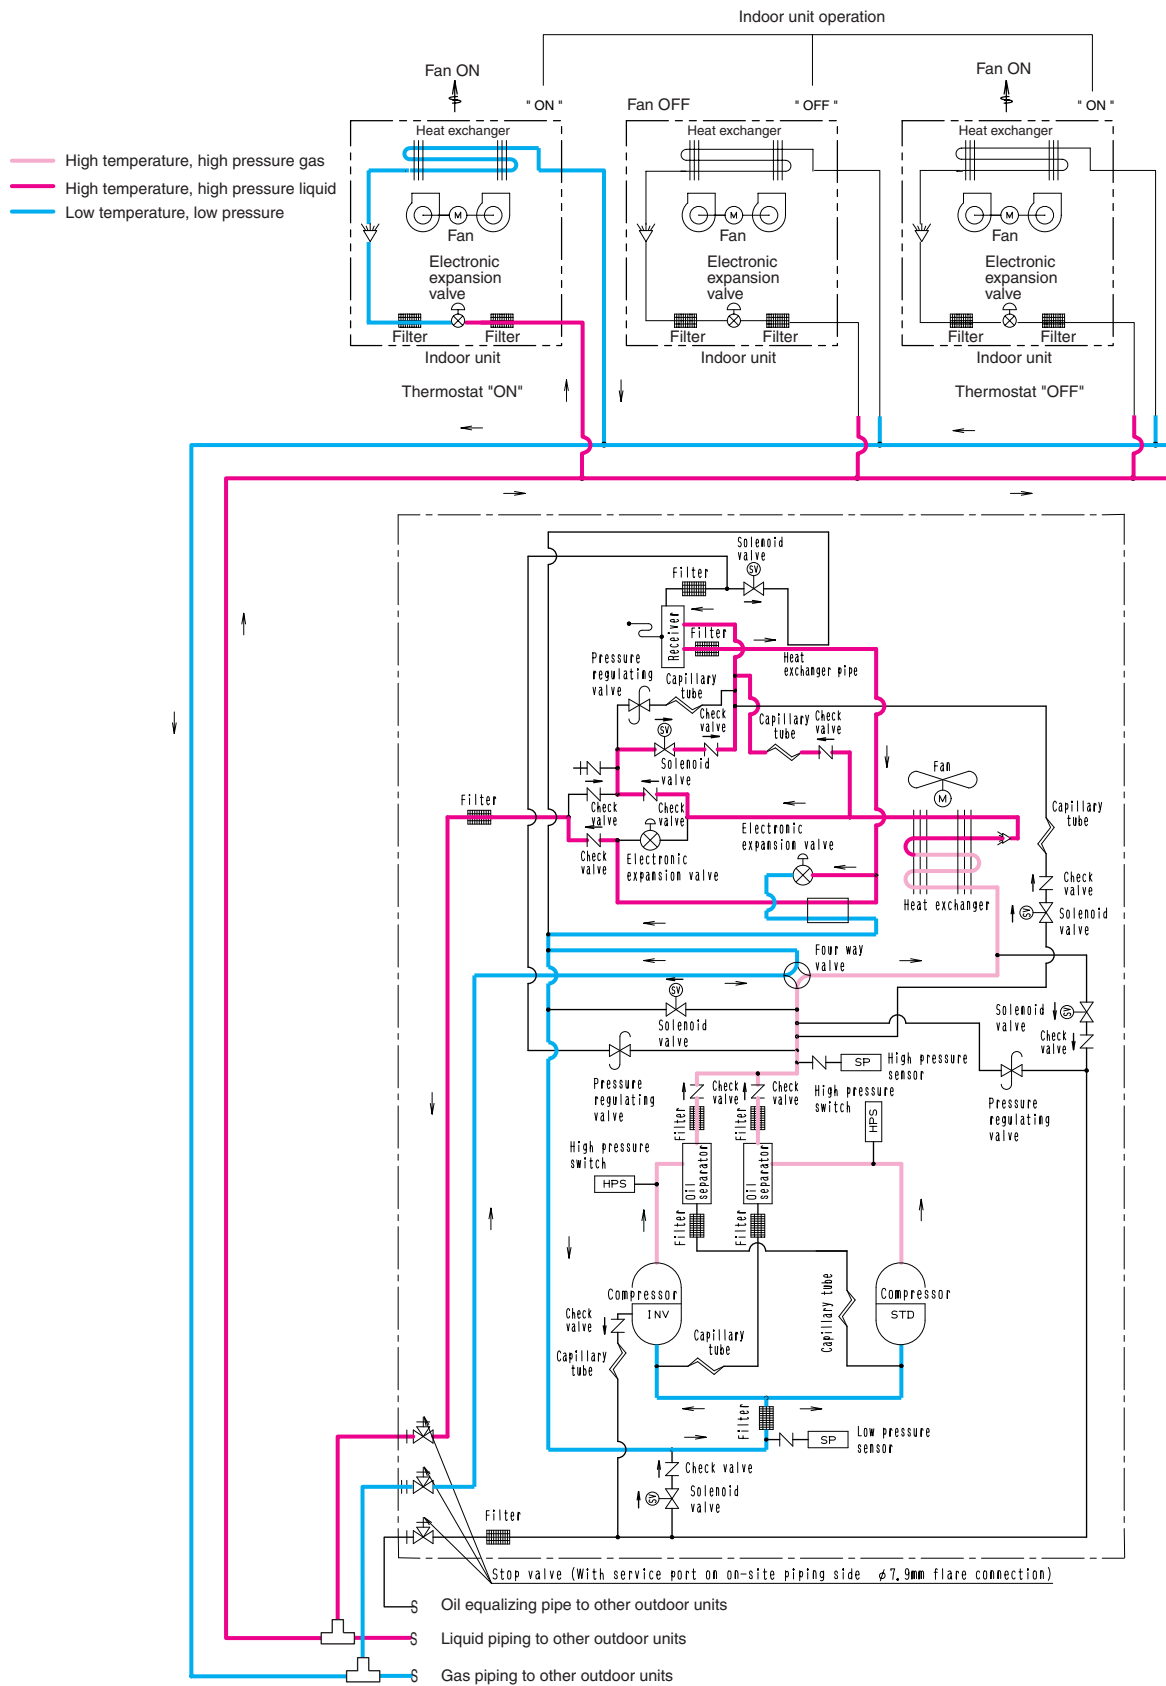 Indoor unit operation
Fan ON
" ON "
Fan OFF
" OFF "
Fan ON
" ON "
High temperature, high pressure gas
High temperature, high pressure liquid
Low temperature, low pressure
Heat exchanger
M
Fan
Electronic
expansion
valve
Filter
Filter
Indoor unit
Thermostat "ON"
Heat exchanger
M
Fan
Electronic
expansion
valve
Filter
Filter
Indoor unit
Heat exchanger
M
Fan
Electronic
expansion
valve
Filter
Filter
Indoor unit
Thermostat "OFF"
Solenoid
valve
SV
Filter
Receiver
Filter
Heat
exchanger pipe
Pressure
regulating
valve
Capillary
tube
Check
valve
SV
Solenoid
valve
Capillary
tube
Check
valve
Fan
M
Filter
Check
valve
Check
valve
Check
valve
Electronic
expansion valve
Electronic
expansion valve
Heat exchanger
Capillary
tube
Check
valve
SV
Solenoid
valve
Four way
valve
SV
Solenoid
valve
Solenoid
valve
SV
Check
valve
Pressure
regulating
valve
SP
High pressure
sensor
High pressure
switch
HPS
Pressure
regulating
valve
Check
valve
Check
valve
Filter
Filter
High pressure
switch
HPS
Oil
separator
Oil
separator
Filter
Filter
Compressor
INV
Compressor
STD
Check
valve
Capillary
tube
Capillary
tube
Capillary tube
Filter
SP
Low pressure
sensor
Check valve
SV
Solenoid
valve
Filter
Stop valve (With service port on on-site piping side φ7.9mm flare connection)
Oil equalizing pipe to other outdoor units
Liquid piping to other outdoor units
Gas piping to other outdoor units